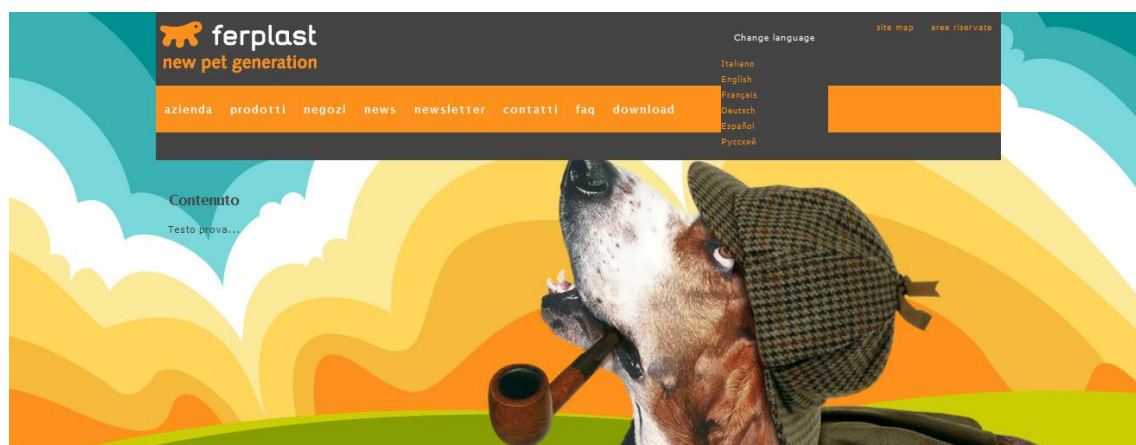 ferplast
new pet generation
Change language
site map aree riservate
Italiano
English
Français
Deutsch
Español
Русский
azienda prodotti negozi news newsletter contatti faq download
Contenuto
Testo prova...